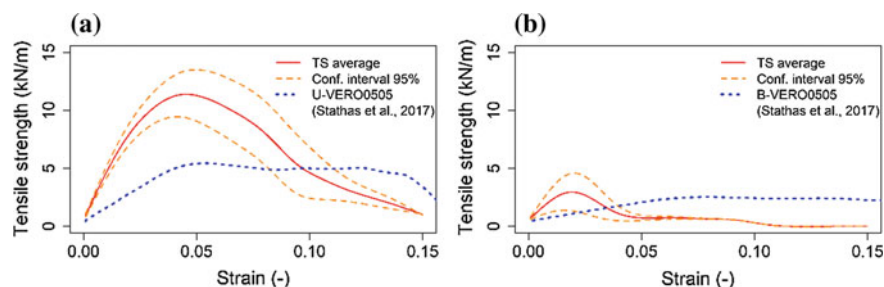 (a)
Tensile strength (kN/m)
15
10
5
0
0.00 0.05 0.10 0.15
Strain (-)
TS average
Conf. interval 95%
U-VERO0505
(Stathas et al., 2017)
(b)
Tensile strength (kN/m)
15
10
5
0
0.00 0.05 0.10 0.15
Strain (-)
TS average
Conf. interval 95%
B-VERO0505
(Stathas et al., 2017)